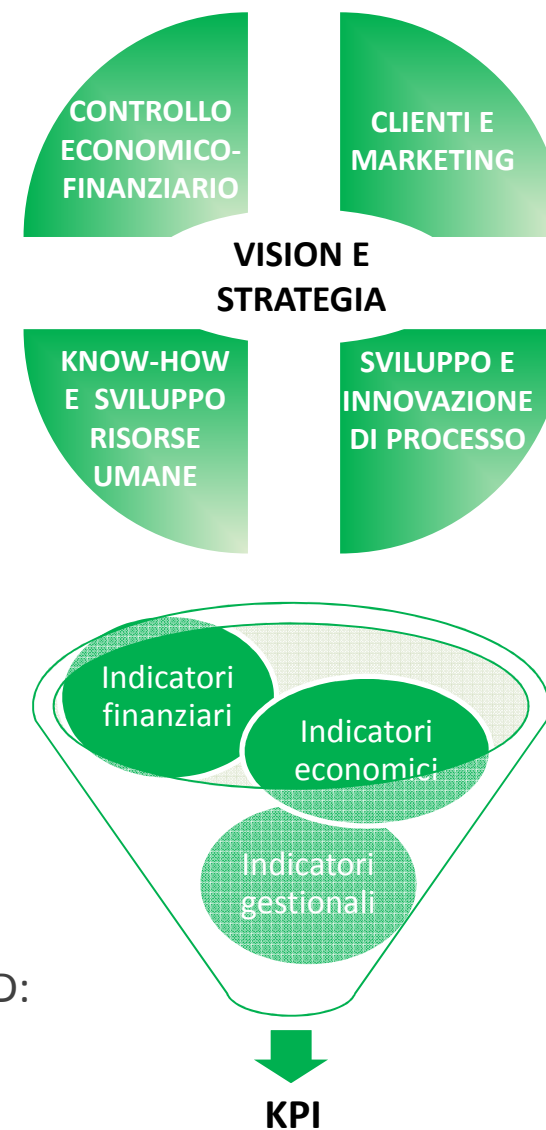 CONTROLLO
ECONOMICO-
FINANZIARIO
CLIENTI E
MARKETING
VISION E
STRATEGIA
KNOW-HOW
E SVILUPPO
RISORSE
UMANE
SVILUPPO E
INNOVAZIONE
DI PROCESSO
Indicatori
finanziari
Indicatori
economici
Indicatori
gestionali
D:
KPI